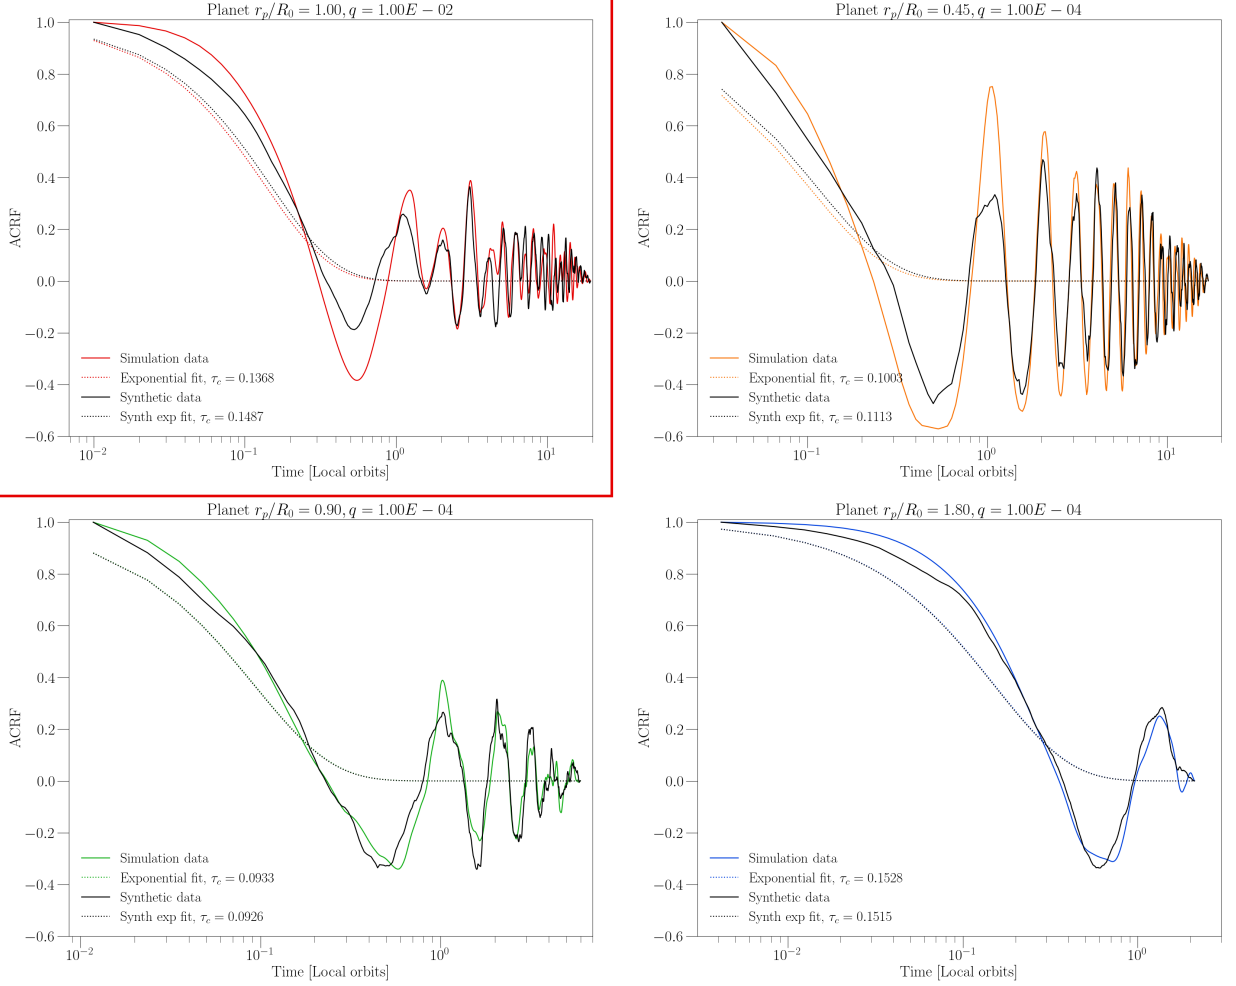 Planet r_p/R_0 = 1.00, q = 1.00E − 02
1.0
0.8
0.6
0.4
0.2
0.0
−0.2
−0.4
−0.6
ACRF
Simulation data
Exponential fit, τ_c = 0.1368
Synthetic data
Synth exp fit, τ_c = 0.1487
10^−2
10^−1
10^0
10^1
Time [Local orbits]
Planet r_p/R_0 = 0.45, q = 1.00E − 04
1.0
0.8
0.6
0.4
0.2
0.0
−0.2
−0.4
−0.6
ACRF
Simulation data
Exponential fit, τ_c = 0.1003
Synthetic data
Synth exp fit, τ_c = 0.1113
10^−1
10^0
10^1
Time [Local orbits]
Planet r_p/R_0 = 0.90, q = 1.00E − 04
1.0
0.8
0.6
0.4
0.2
0.0
−0.2
−0.4
−0.6
ACRF
Simulation data
Exponential fit, τ_c = 0.0933
Synthetic data
Synth exp fit, τ_c = 0.0926
10^−2
10^−1
10^0
Time [Local orbits]
Planet r_p/R_0 = 1.80, q = 1.00E − 04
1.0
0.8
0.6
0.4
0.2
0.0
−0.2
−0.4
−0.6
ACRF
Simulation data
Exponential fit, τ_c = 0.1528
Synthetic data
Synth exp fit, τ_c = 0.1515
10^−2
10^−1
10^0
Time [Local orbits]